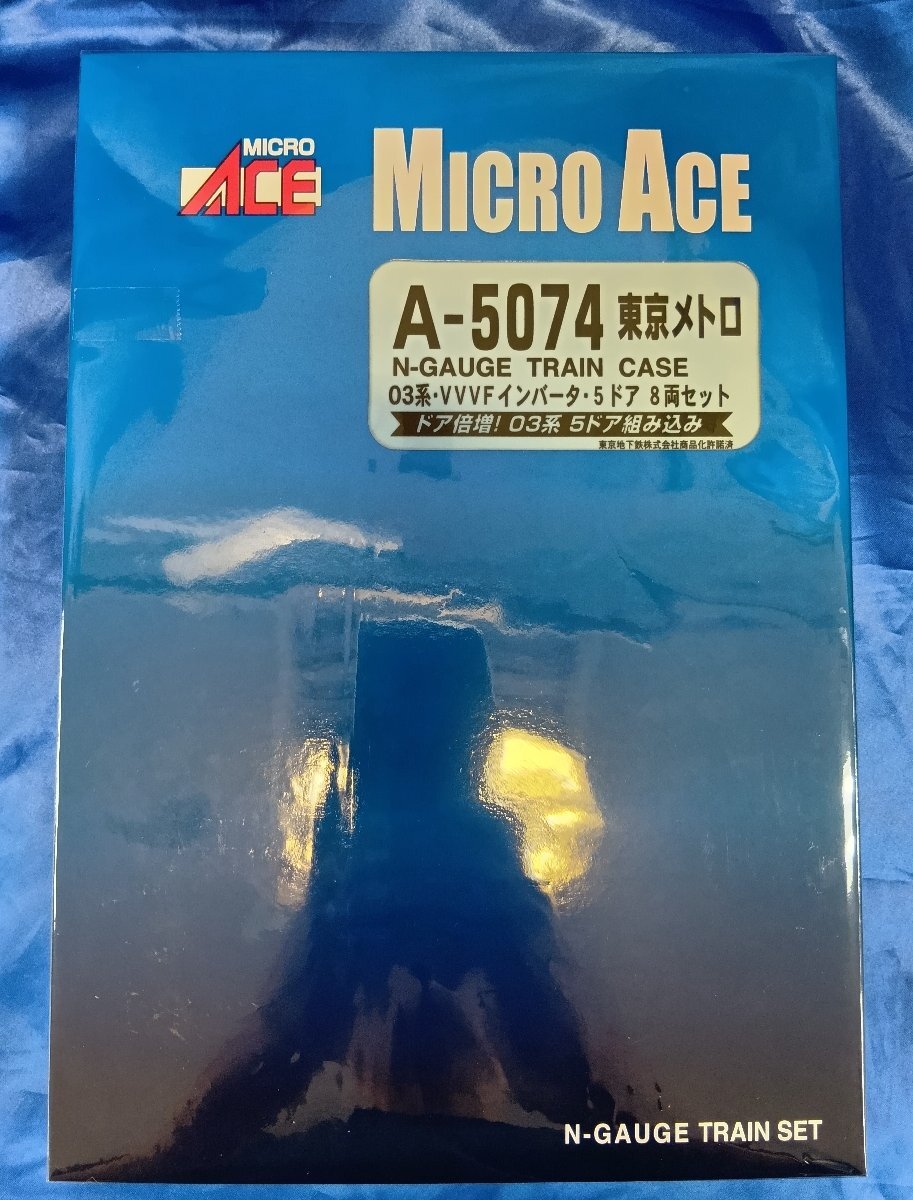 MICRO
ACE
MICRO ACE
A-5074 東京メトロ
N-GAUGE TRAIN CASE
03系・VVVFインバータ・5ドア 8両セット
ドア倍増! 03系 5ドア組み込み
東京地下鉄株式会社商品化許諾済
N-GAUGE TRAIN SET